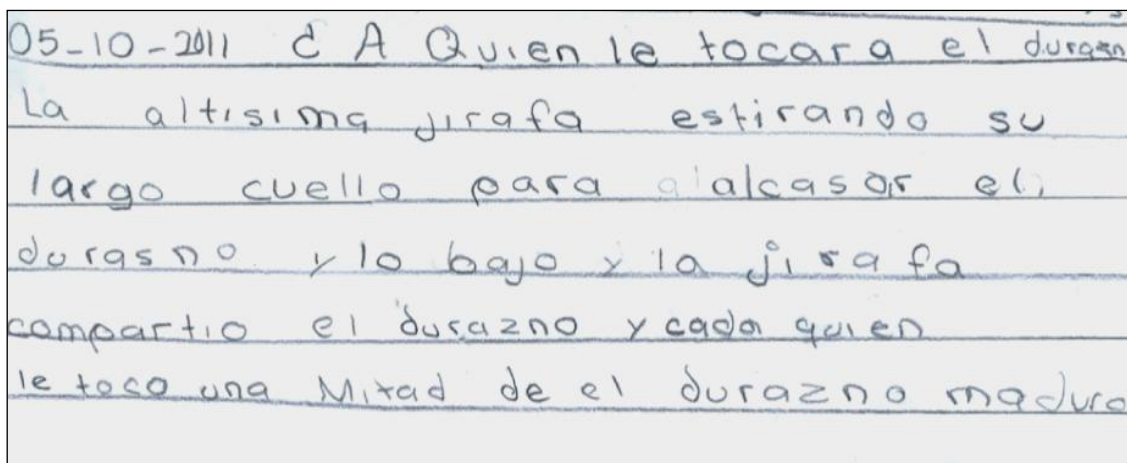 05-10-2011 ¿A Quien le tocara el durazn
La altisima jirafa estirando su
largo cuello para alcasar el
durasno y lo bajo y la jirafa
compartio el durazno y cada quien
le toco una Mitad de el durazno maduro